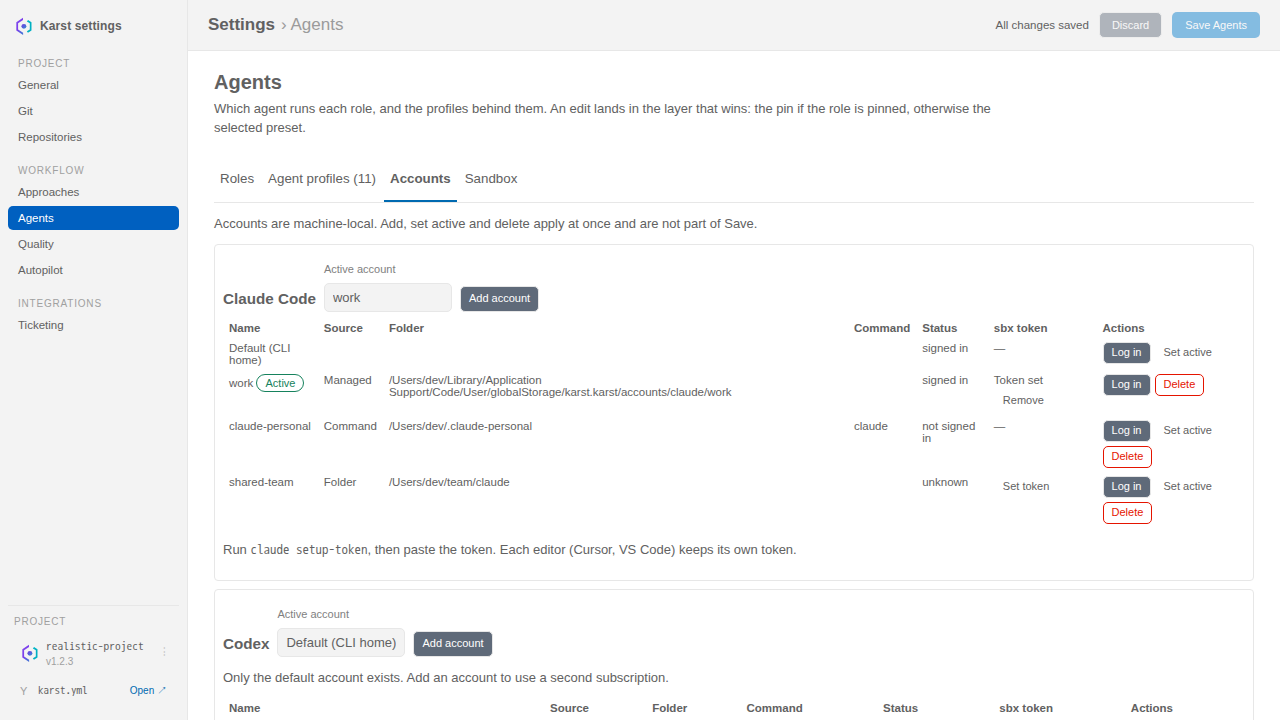 Karst settings
PROJECT
General
Git
Repositories
WORKFLOW
Approaches
Agents
Quality
Autopilot
INTEGRATIONS
Ticketing
PROJECT
realistic-project
v1.2.3
Y karst.yml Open ↗
Settings › Agents
All changes saved Discard Save Agents
Agents
Which agent runs each role, and the profiles behind them. An edit lands in the layer that wins: the pin if the role is pinned, otherwise the
selected preset.
Roles Agent profiles (11) Accounts Sandbox
Accounts are machine-local. Add, set active and delete apply at once and are not part of Save.
Active account
Claude Code work Add account
Name Source Folder Command Status sbx token Actions
Default (CLI home) signed in — Log in Set active
work Active Managed /Users/dev/Library/Application signed in Token set Log in Delete
Support/Code/User/globalStorage/karst.karst/accounts/claude/work Remove
claude-personal Command /Users/dev/.claude-personal claude not signed in — Log in Set active
Delete
shared-team Folder /Users/dev/team/claude unknown Set token Log in Set active
Delete
Run claude setup-token, then paste the token. Each editor (Cursor, VS Code) keeps its own token.
Active account
Codex Default (CLI home) Add account
Only the default account exists. Add an account to use a second subscription.
Name Source Folder Command Status sbx token Actions